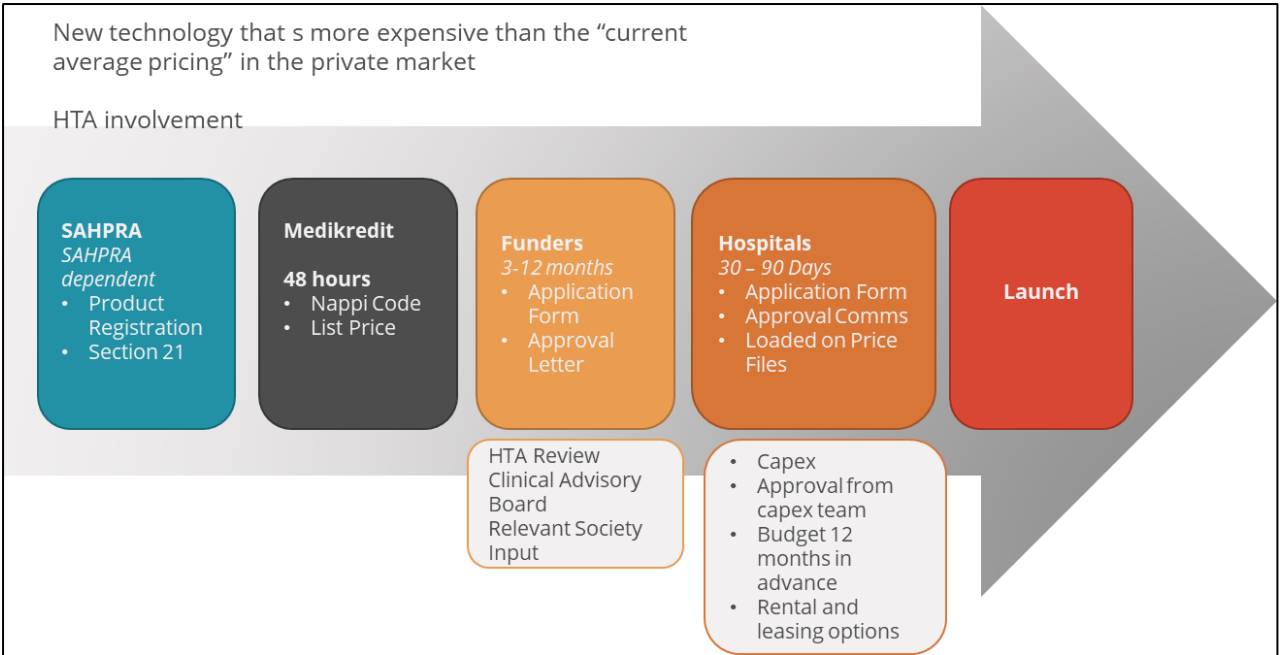 New technology that s more expensive than the “current
average pricing” in the private market
HTA involvement
SAHPRA
SAHPRA
dependent
• Product
Registration
• Section 21
Medikredit
48 hours
• Nappi Code
• List Price
Funders
3-12 months
• Application
Form
• Approval
Letter
Hospitals
30 – 90 Days
• Application Form
• Approval Comms
• Loaded on Price
Files
Launch
HTA Review
Clinical Advisory
Board
Relevant Society
Input
• Capex
• Approval from
capex team
• Budget 12
months in
advance
• Rental and
leasing options